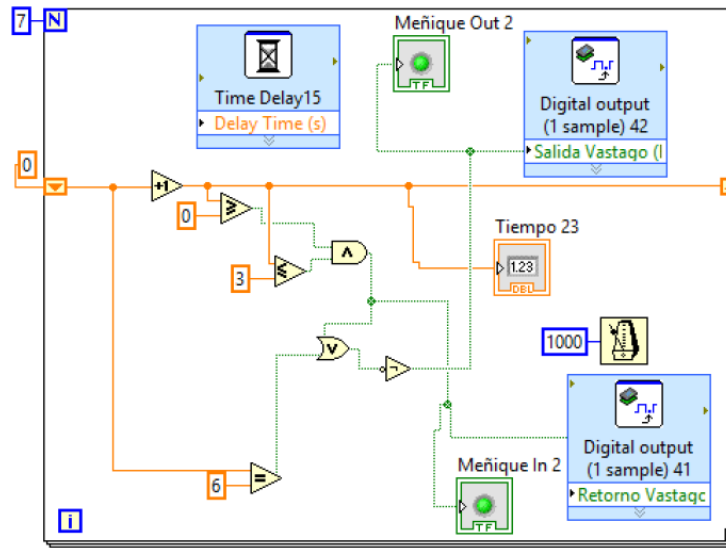 7
N
Meñique Out 2
TF
Time Delay15
Delay Time (s)
Digital output
(1 sample) 42
Salida Vastago (I
0
+1
≥
0
∧
Tiempo 23
1.23
DBL
3
≤
1000
∨
¬
Digital output
(1 sample) 41
Retorno Vastago
Meñique In 2
TF
=
6
i